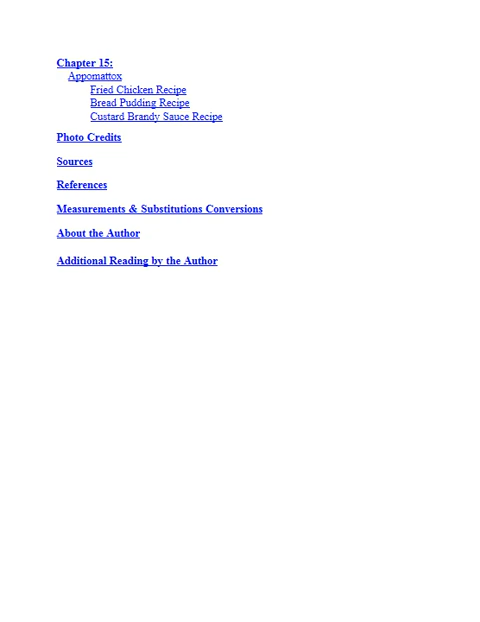 Chapter 15:
Appomattox
Fried Chicken Recipe
Bread Pudding Recipe
Custard Brandy Sauce Recipe
Photo Credits
Sources
References
Measurements & Substitutions Conversions
About the Author
Additional Reading by the Author